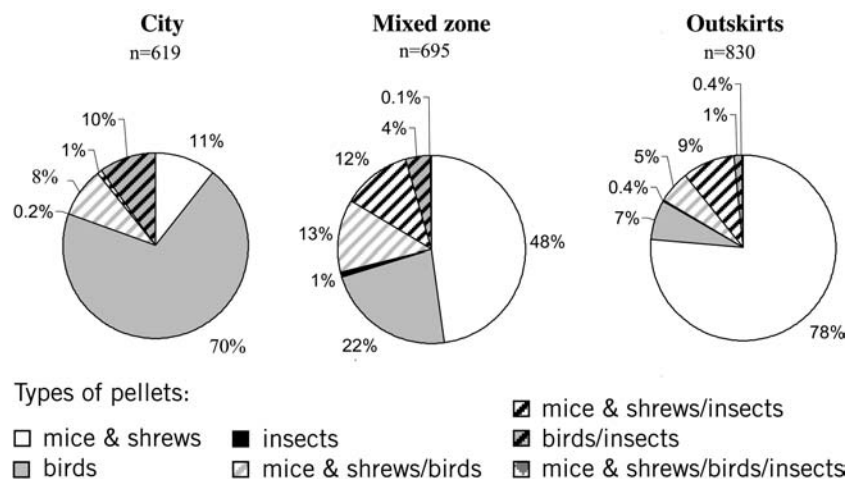 City
n=619
10%
11%
1%
8%
0.2%
70%
Mixed zone
n=695
0.1%
4%
12%
13%
48%
1%
22%
Outskirts
n=830
0.4%
1%
9%
5%
0.4%
7%
78%
Types of pellets:
mice & shrews
birds
insects
mice & shrews/birds
mice & shrews/insects
birds/insects
mice & shrews/birds/insects